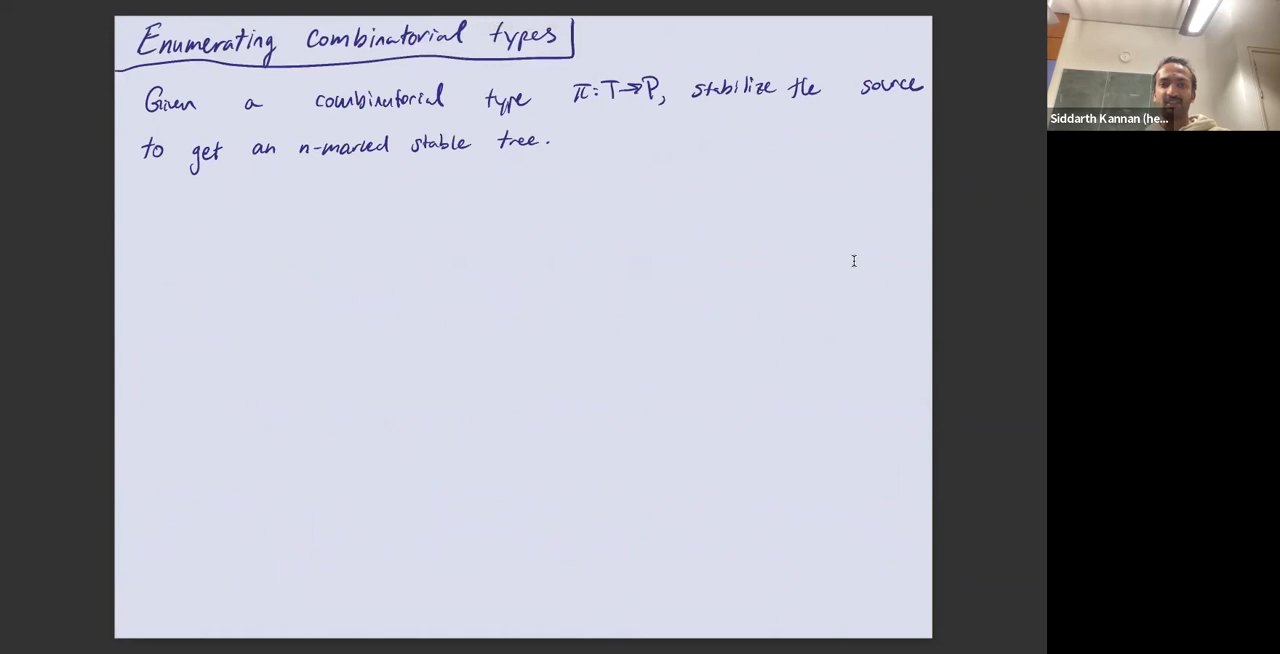 Enumerating combinatorial types
Given a combinatorial type π: T→P, stabilize the source
to get an n-marked stable tree.
Siddarth Kannan (he...